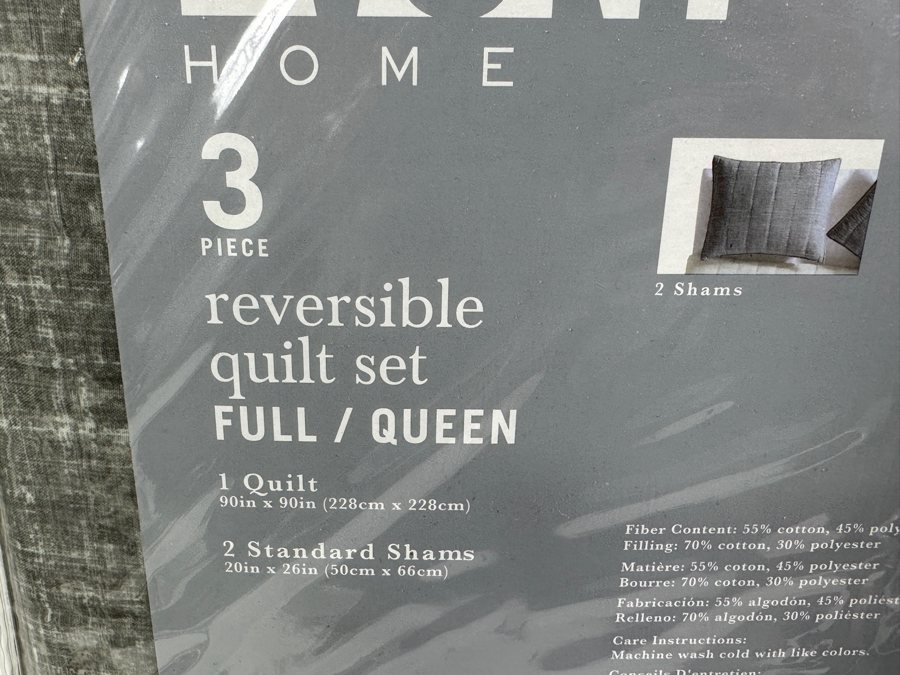 HOME
3
PIECE
reversible
quilt set
FULL / QUEEN
1 Quilt
90in x 90in (228cm x 228cm)
2 Standard Shams
20in x 26in (50cm x 66cm)
2 Shams
Fiber Content: 55% cotton, 45% poly
Filling: 70% cotton, 30% polyester
Matière: 55% coton, 45% polyester
Bourre: 70% coton, 30% polyester
Fabricación: 55% algodón, 45% poliést
Relleno: 70% algodón, 30% poliéster
Care Instructions:
Machine wash cold with like colors.
Conseils D'entretien: